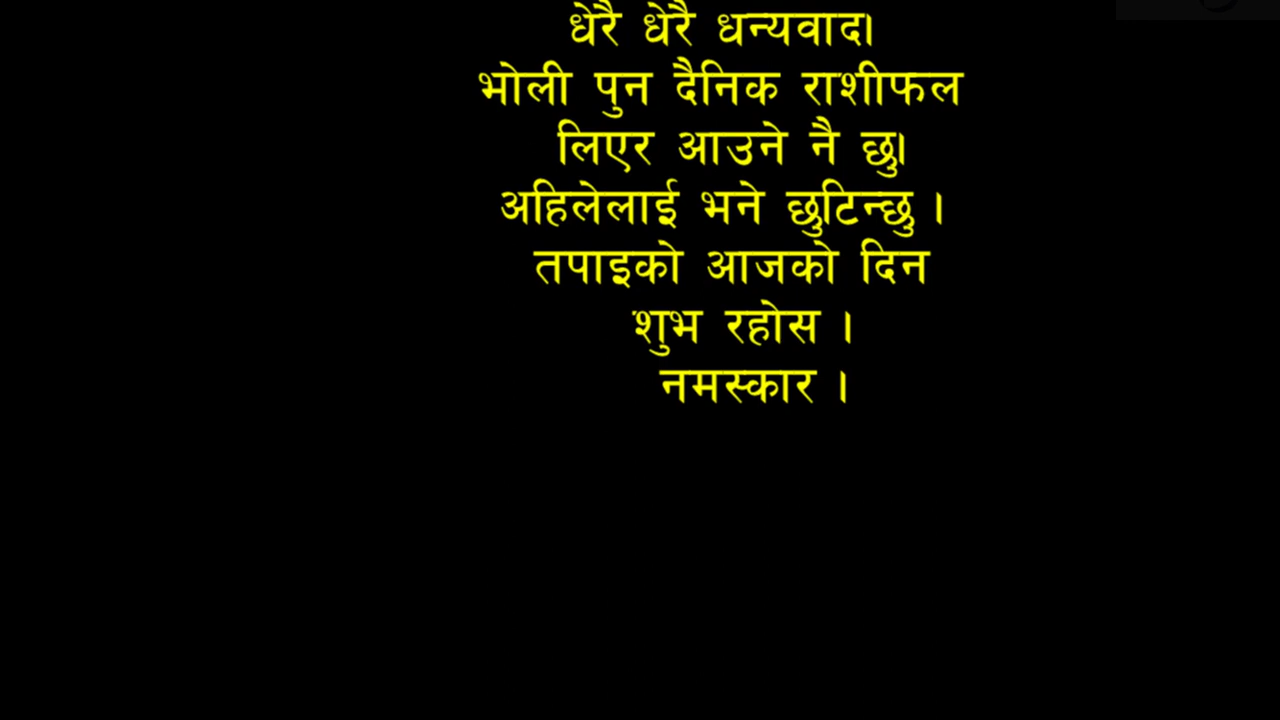 धेरै धेरै धन्यवाद।
भोली पुन दैनिक राशीफल
लिएर आउने नै छु।
अहिलेलाई भने छुटिन्छु ।
तपाइको आजको दिन
शुभ रहोस ।
नमस्कार ।